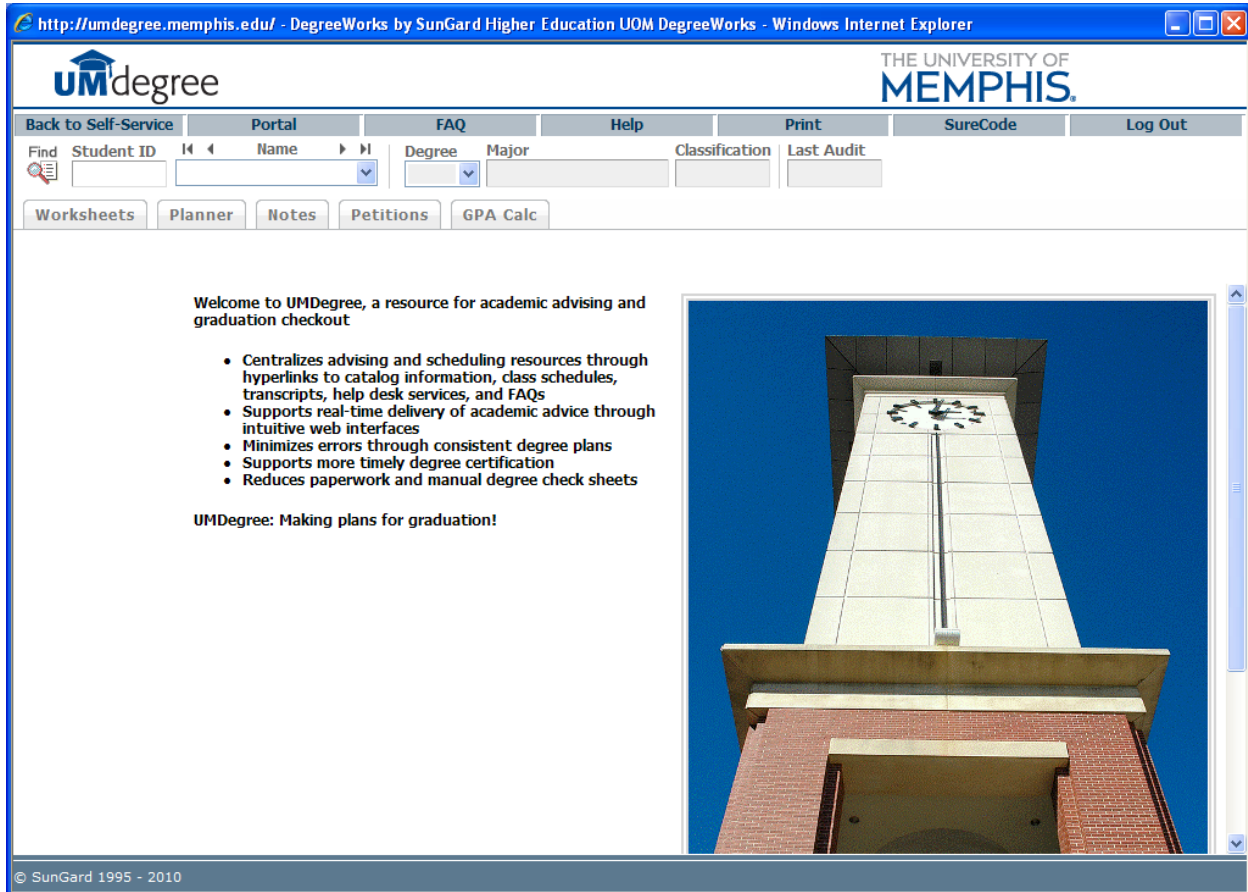 http://umdegree.memphis.edu/ - DegreeWorks by SunGard Higher Education UOM DegreeWorks - Windows Internet Explorer
UMdegree
THE UNIVERSITY OF
MEMPHIS.
Back to Self-Service Portal FAQ Help Print SureCode Log Out
Find Student ID Name Degree Major Classification Last Audit
Worksheets Planner Notes Petitions GPA Calc
Welcome to UMDegree, a resource for academic advising and
graduation checkout
• Centralizes advising and scheduling resources through
hyperlinks to catalog information, class schedules,
transcripts, help desk services, and FAQs
• Supports real-time delivery of academic advice through
intuitive web interfaces
• Minimizes errors through consistent degree plans
• Supports more timely degree certification
• Reduces paperwork and manual degree check sheets
UMDegree: Making plans for graduation!
© SunGard 1995 - 2010